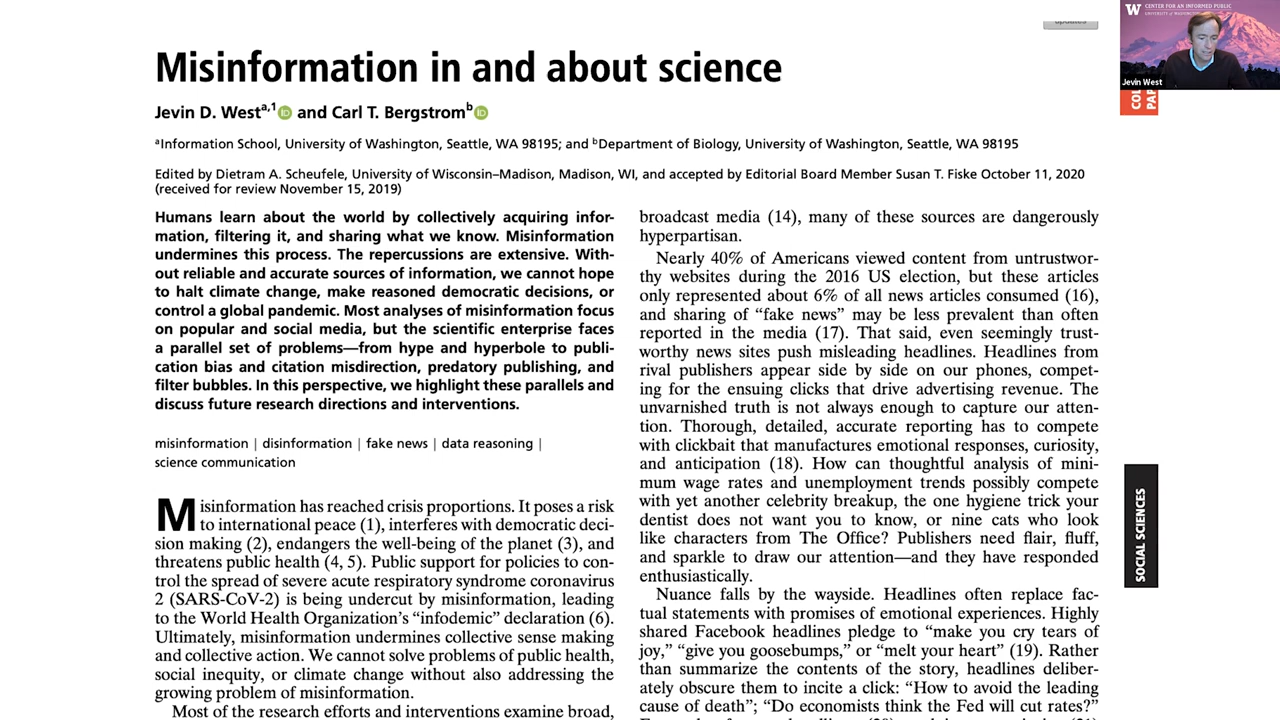 updates
W CENTER FOR AN INFORMED PUBLIC
UNIVERSITY of WASHINGTON
Jevin West
Misinformation in and about science
Jevin D. Westa,1 and Carl T. Bergstromb
aInformation School, University of Washington, Seattle, WA 98195; and bDepartment of Biology, University of Washington, Seattle, WA 98195
Edited by Dietram A. Scheufele, University of Wisconsin–Madison, Madison, WI, and accepted by Editorial Board Member Susan T. Fiske October 11, 2020
(received for review November 15, 2019)
Humans learn about the world by collectively acquiring infor-
mation, filtering it, and sharing what we know. Misinformation
undermines this process. The repercussions are extensive. With-
out reliable and accurate sources of information, we cannot hope
to halt climate change, make reasoned democratic decisions, or
control a global pandemic. Most analyses of misinformation focus
on popular and social media, but the scientific enterprise faces
a parallel set of problems—from hype and hyperbole to publi-
cation bias and citation misdirection, predatory publishing, and
filter bubbles. In this perspective, we highlight these parallels and
discuss future research directions and interventions.
misinformation | disinformation | fake news | data reasoning |
science communication
Misinformation has reached crisis proportions. It poses a risk
to international peace (1), interferes with democratic deci-
sion making (2), endangers the well-being of the planet (3), and
threatens public health (4, 5). Public support for policies to con-
trol the spread of severe acute respiratory syndrome coronavirus
2 (SARS-CoV-2) is being undercut by misinformation, leading
to the World Health Organization's “infodemic” declaration (6).
Ultimately, misinformation undermines collective sense making
and collective action. We cannot solve problems of public health,
social inequity, or climate change without also addressing the
growing problem of misinformation.
Most of the research efforts and interventions examine broad,
broadcast media (14), many of these sources are dangerously
hyperpartisan.
Nearly 40% of Americans viewed content from untrustwor-
thy websites during the 2016 US election, but these articles
only represented about 6% of all news articles consumed (16),
and sharing of “fake news” may be less prevalent than often
reported in the media (17). That said, even seemingly trust-
worthy news sites push misleading headlines. Headlines from
rival publishers appear side by side on our phones, compet-
ing for the ensuing clicks that drive advertising revenue. The
unvarnished truth is not always enough to capture our atten-
tion. Thorough, detailed, accurate reporting has to compete
with clickbait that manufactures emotional responses, curiosity,
and anticipation (18). How can thoughtful analysis of mini-
mum wage rates and unemployment trends possibly compete
with yet another celebrity breakup, the one hygiene trick your
dentist does not want you to know, or nine cats who look
like characters from The Office? Publishers need flair, fluff,
and sparkle to draw our attention—and they have responded
enthusiastically.
Nuance falls by the wayside. Headlines often replace fac-
tual statements with promises of emotional experiences. Highly
shared Facebook headlines pledge to “make you cry tears of
joy,” “give you goosebumps,” or “melt your heart” (19). Rather
than summarize the contents of the story, headlines deliber-
ately obscure them to incite a click: “How to avoid the leading
cause of death”; “Do economists think the Fed will cut rates?”
SOCIAL SCIENCES